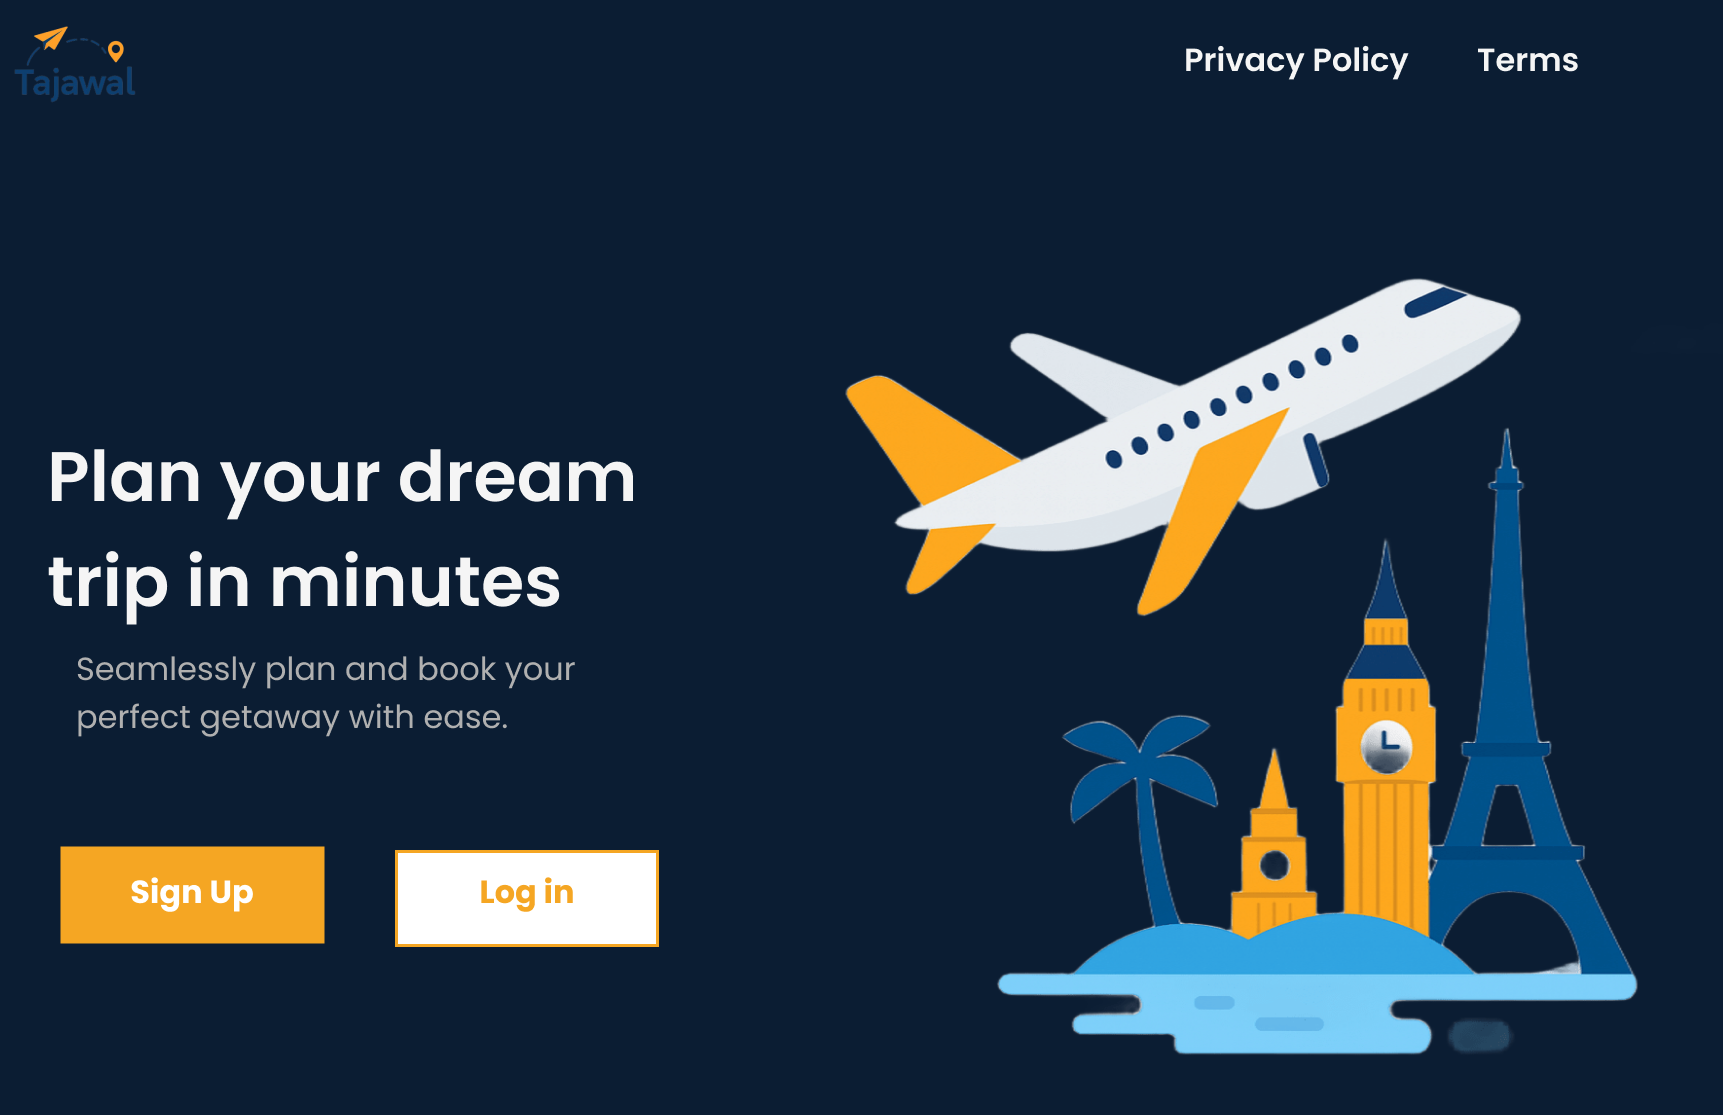 Tajawal
Privacy Policy
Terms
Plan your dream
trip in minutes
Seamlessly plan and book your
perfect getaway with ease.
Sign Up
Log in